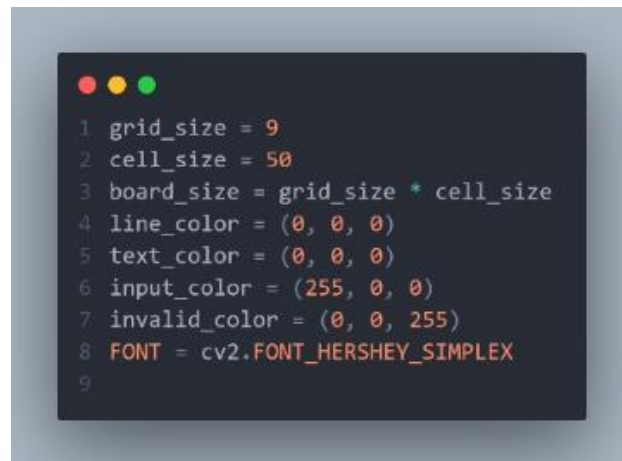 1 grid_size = 9
2 cell_size = 50
3 board_size = grid_size * cell_size
4 line_color = (0, 0, 0)
5 text_color = (0, 0, 0)
6 input_color = (255, 0, 0)
7 invalid_color = (0, 0, 255)
8 FONT = cv2.FONT_HERSHEY_SIMPLEX
9